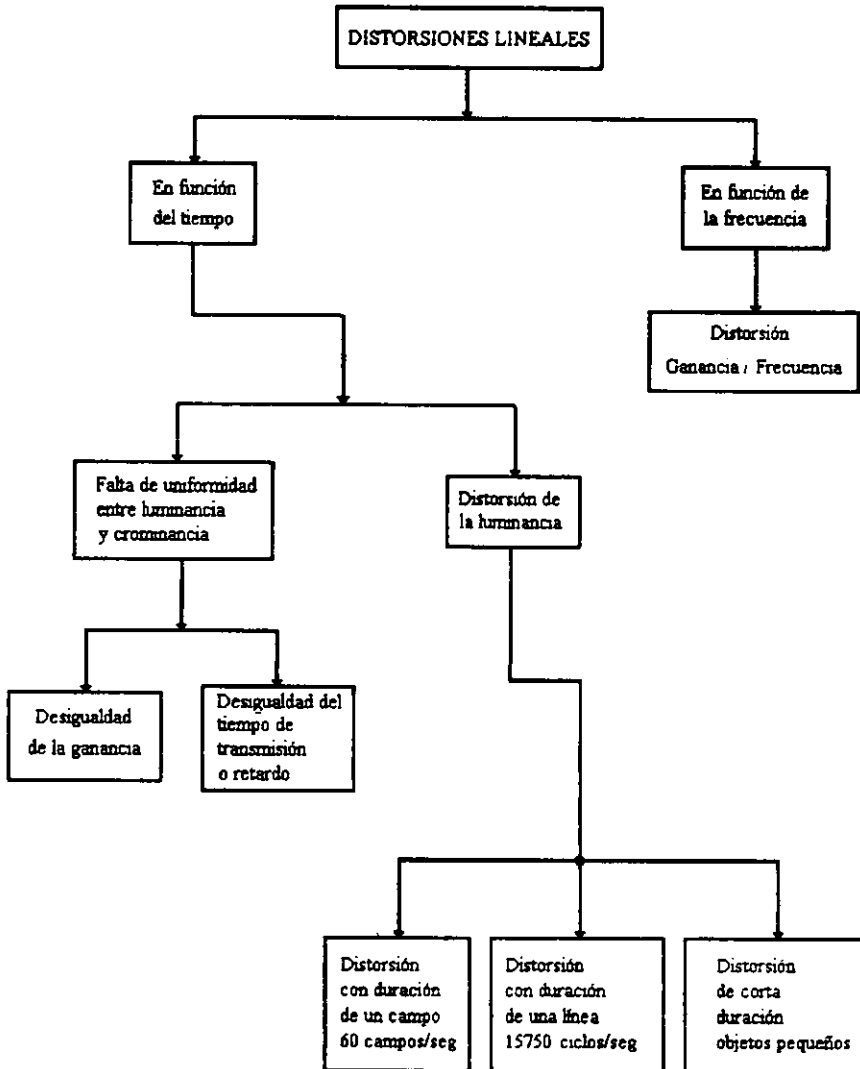 DISTORSIONES LINEALES
En función
del tiempo
En función de
la frecuencia
Distorsión
Ganancia / Frecuencia
Falta de uniformidad
entre luminancia
y crominancia
Distorsión de
la luminancia
Desigualdad
de la ganancia
Desigualdad del
tiempo de
transmisión
o retardo
Distorsión
con duración
de un campo
60 campos/seg
Distorsión
con duración
de una línea
15750 ciclos/seg
Distorsión
de corta
duración
objetos pequeños